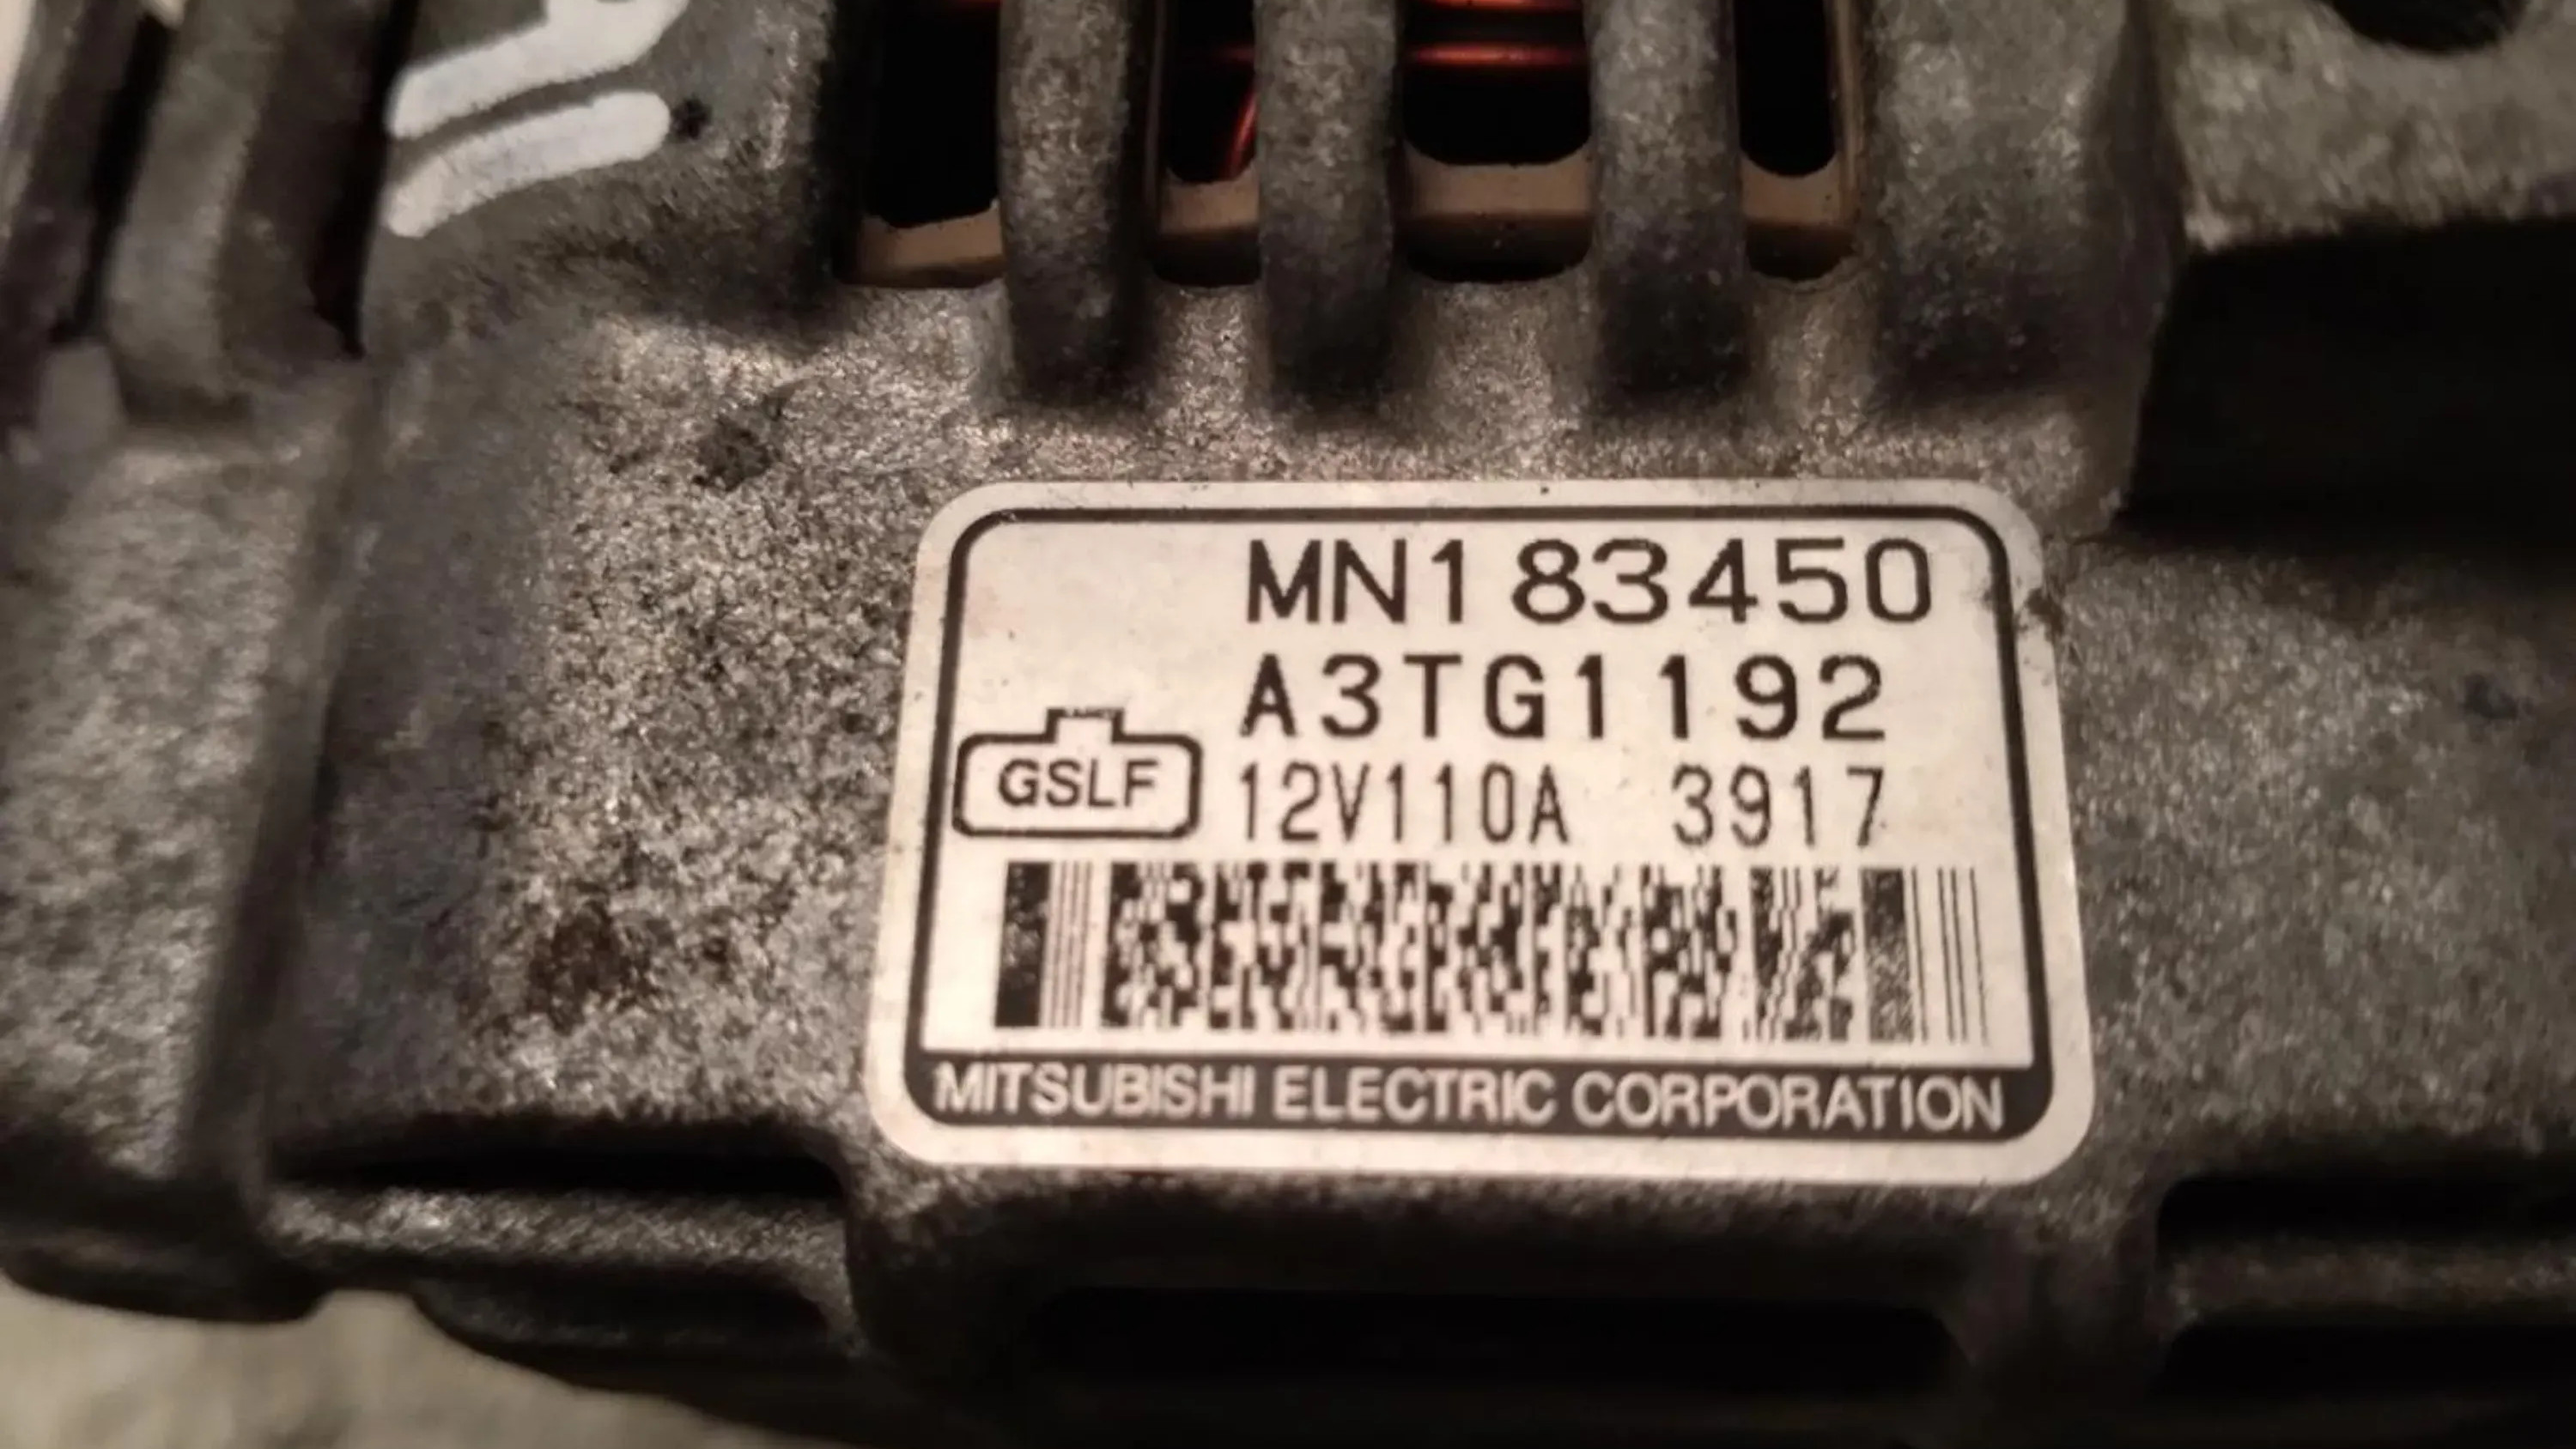 MN183450
A3TG1192
GSLF 12V110A 3917
MITSUBISHI ELECTRIC CORPORATION